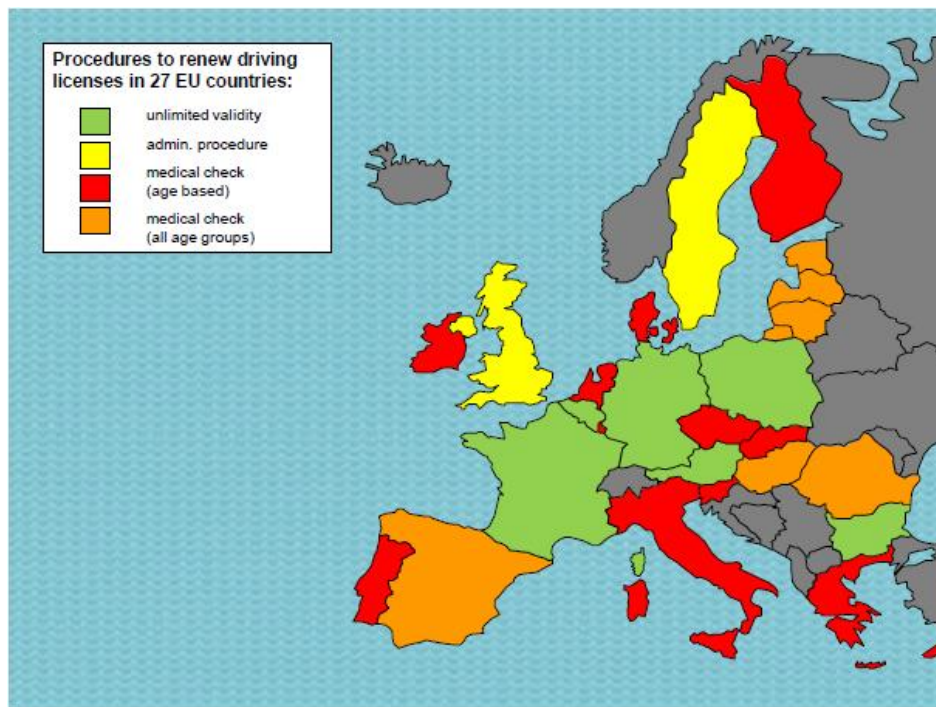 Procedures to renew driving
licenses in 27 EU countries:
unlimited validity
admin. procedure
medical check
(age based)
medical check
(all age groups)